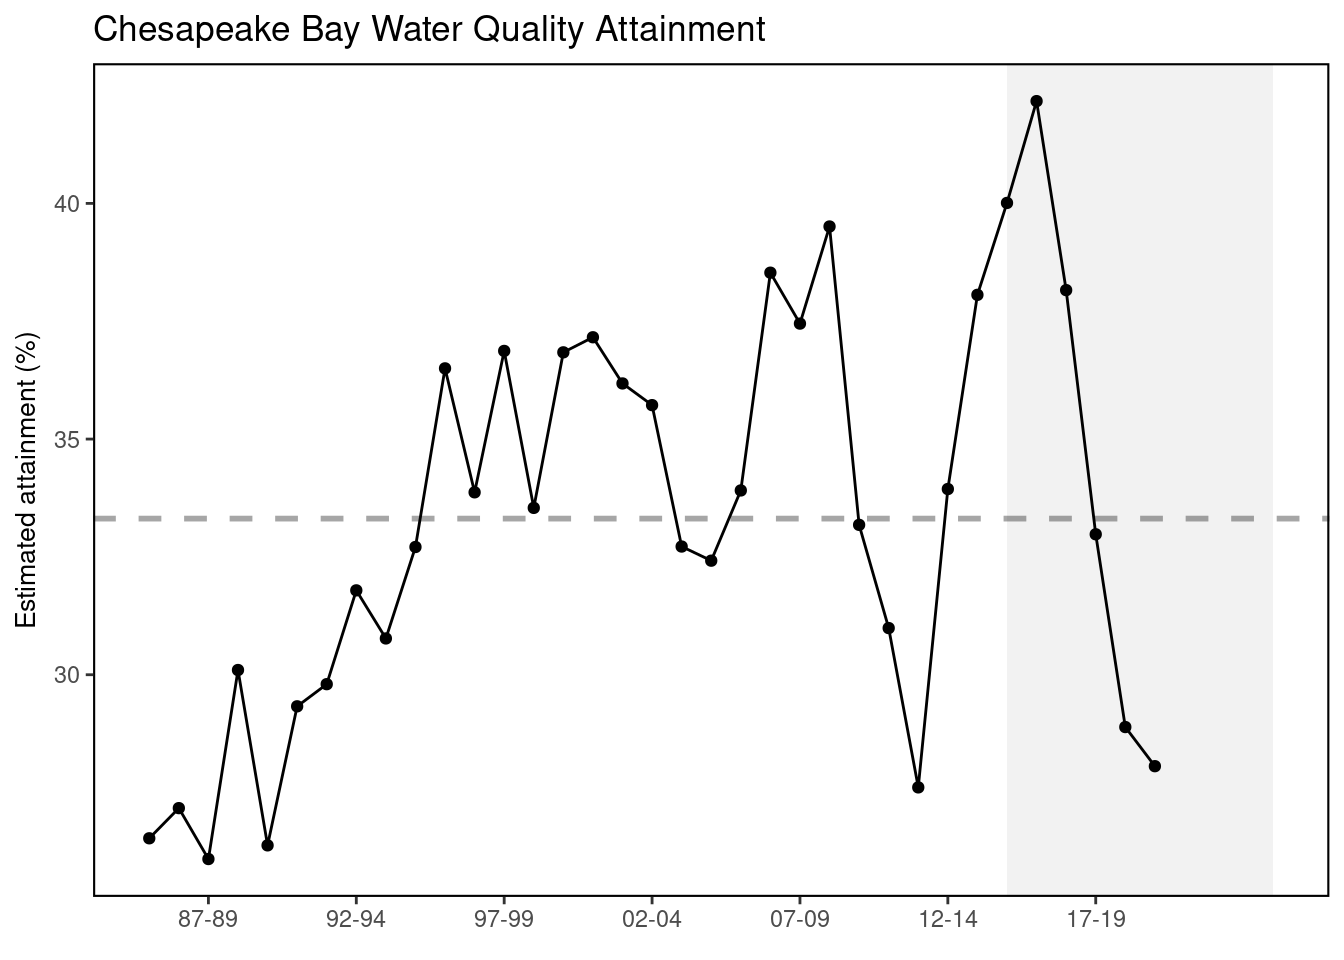 Chesapeake Bay Water Quality Attainment
Estimated attainment (%)
40
35
30
87-89 92-94 97-99 02-04 07-09 12-14 17-19